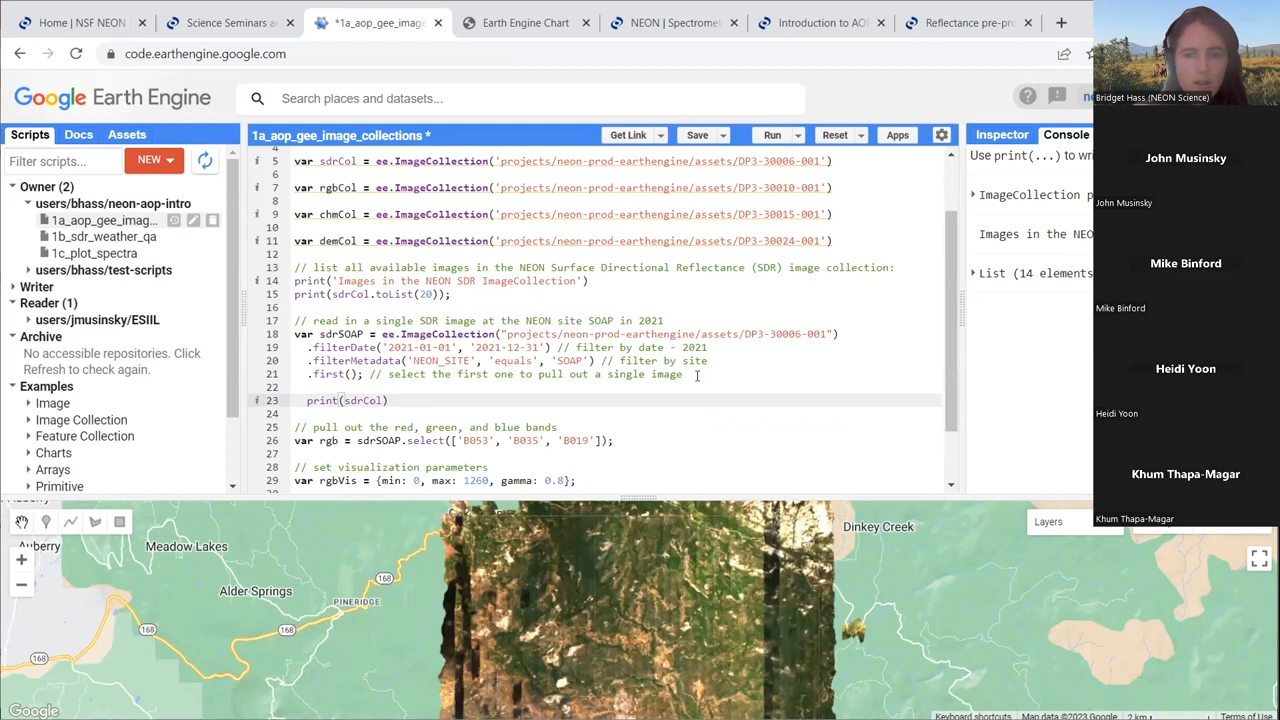 Home | NSF NEON
Science Seminars a
*1a_aop_gee_image
Earth Engine Chart
NEON | Spectromet
Introduction to AO
Reflectance pre-pro
code.earthengine.google.com
Google Earth Engine
Search places and datasets...
Scripts Docs Assets
Filter scripts...
NEW
Owner (2)
users/bhass/neon-aop-intro
1a_aop_gee_imag...
1b_sdr_weather_qa
1c_plot_spectra
users/bhass/test-scripts
Writer
Reader (1)
users/jmusinsky/ESIIL
Archive
No accessible repositories. Click
Refresh to check again.
Examples
Image
Image Collection
Charts
Arrays
Primitive
1a_aop_gee_image_collections *
Get Link Save Run Reset Apps
5 var sdrCol = ee.ImageCollection('projects/neon-prod-earthengine/assets/DP3-30006-001')
6
7 var rgbCol = ee.ImageCollection('projects/neon-prod-earthengine/assets/DP3-30010-001')
8
9 var chmCol = ee.ImageCollection('projects/neon-prod-earthengine/assets/DP3-30015-001')
10
11 var demCol = ee.ImageCollection('projects/neon-prod-earthengine/assets/DP3-30024-001')
12
13 // list all available images in the NEON Surface Directional Reflectance (SDR) image collection:
14 print('Images in the NEON SDR ImageCollection')
15 print(sdrCol.toList(20));
16
17 // read in a single SDR image at the NEON site SOAP in 2021
18 var sdrSOAP = ee.ImageCollection("projects/neon-prod-earthengine/assets/DP3-30006-001")
19 .filterDate('2021-01-01', '2021-12-31') // filter by date - 2021
20 .filterMetadata('NEON_SITE', 'equals', 'SOAP') // filter by site
21 .first(); // select the first one to pull out a single image
22
23 print(sdrCol)
24
25 // pull out the red, green, and blue bands
26 var rgb = sdrSOAP.select(['B053', 'B035', 'B019']);
27
28 // set visualization parameters
29 var rgbVis = {min: 0, max: 1260, gamma: 0.8};
Inspector Console
Use print(...) to wri
ImageCollection p
Images in the NEO
List (14 elements
Bridget Hass (NEON Science)
John Musinsky
John Musinsky
Mike Binford
Mike Binford
Heidi Yoon
Heidi Yoon
Khum Thapa-Magar
Khum Thapa-Magar
Auberry
Meadow Lakes
Alder Springs
PINERIDGE
168
168
168
168
168
Dinkey Creek
Layers
Google
Keyboard shortcuts Map data ©2023 Google 2 km Terms of Use